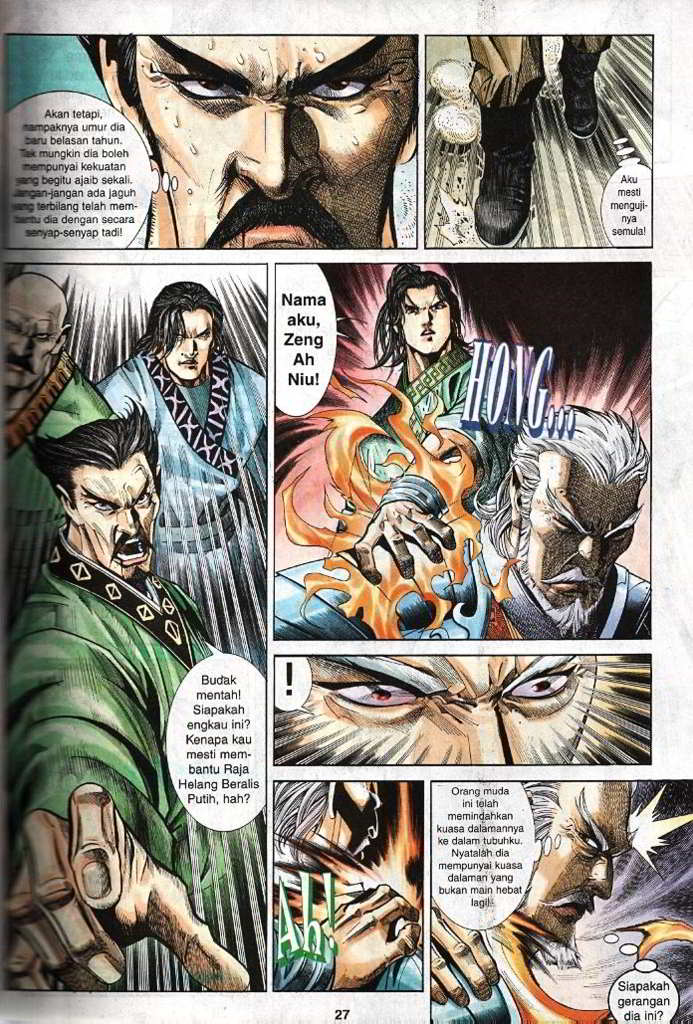 Akan tetapi,
nampaknya umur dia
baru belasan tahun.
Tak mungkin dia boleh
mempunyai kekuatan
yang begitu ajaib sekali.
Jangan-jangan ada jaguh
yang terbilang telah mem-
bantu dia dengan secara
senyap-senyap tadi!
Aku
mesti
menguji-
nya
semula!
Budak
mentah!
Siapakah
engkau ini?
Kenapa kau
mesti mem-
bantu Raja
Helang Beralis
Putih, hah?
Nama
aku,
Zeng
Ah
Niu!
HONG....
!
Ah!
Orang muda
ini telah
memindahkan
kuasa dalamannya
ke dalam tubuhku.
Nyatalah dia
mempunyai kuasa
dalaman yang
bukan main hebat
lagi!
Siapakah
gerangan
dia ini?
27